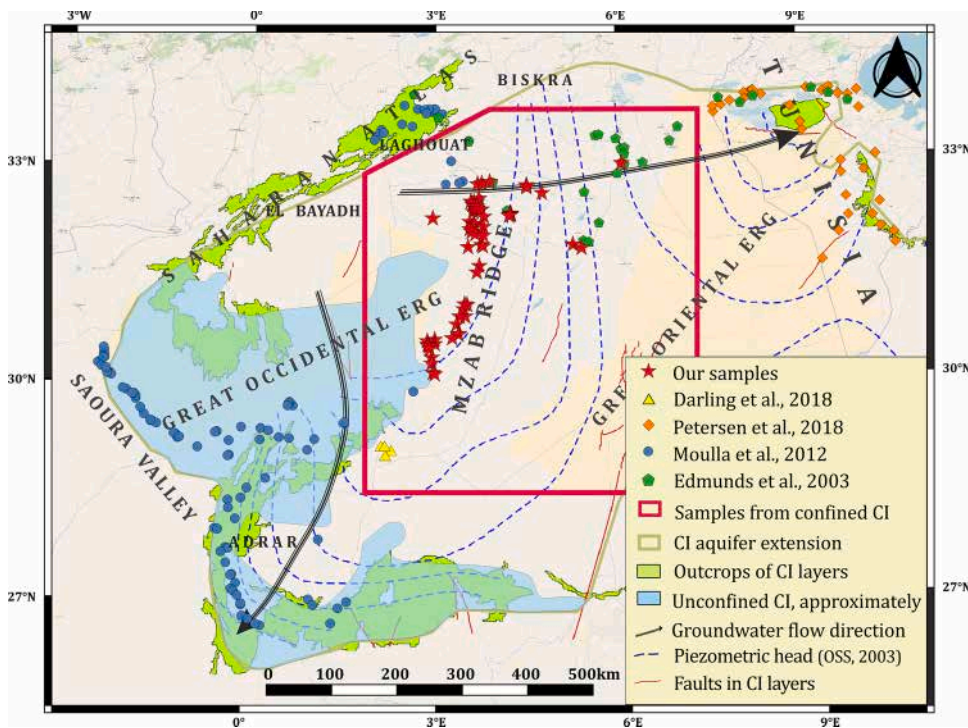 3°W 0° 3°E 6°E 9°E
33°N 33°N
30°N 30°N
27°N 27°N
0° 3°E 6°E 9°E
BISKRA
SAHARAN ATLAS
LAGHOUAT
EL BAYADH
TUNISIA
MZAB RIDGE
GREAT OCCIDENTAL ERG
GRE ORIENTAL ERG
SAOURA VALLEY
ADRAR
Our samples
Darling et al., 2018
Petersen et al., 2018
Moulla et al., 2012
Edmunds et al., 2003
Samples from confined CI
CI aquifer extension
Outcrops of CI layers
Unconfined CI, approximately
Groundwater flow direction
Piezometric head (OSS, 2003)
Faults in CI layers
0 100 200 300 400 500km